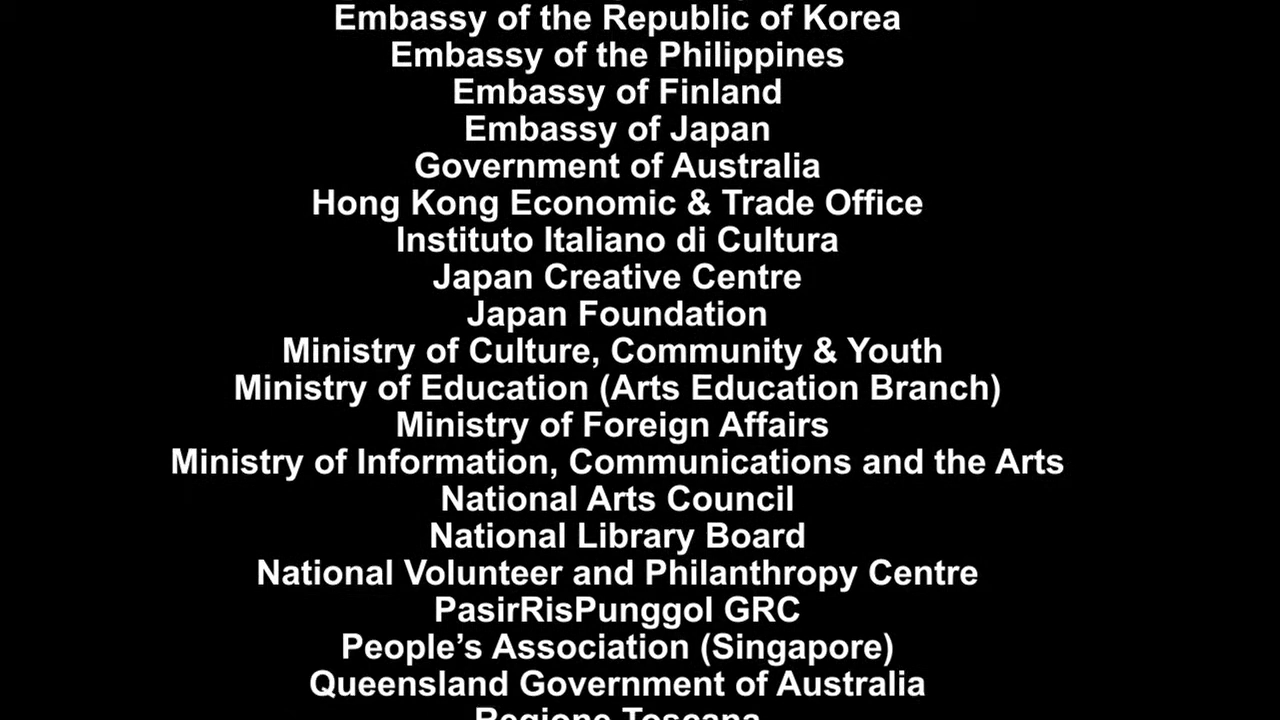 Embassy of the Republic of Korea
Embassy of the Philippines
Embassy of Finland
Embassy of Japan
Government of Australia
Hong Kong Economic & Trade Office
Instituto Italiano di Cultura
Japan Creative Centre
Japan Foundation
Ministry of Culture, Community & Youth
Ministry of Education (Arts Education Branch)
Ministry of Foreign Affairs
Ministry of Information, Communications and the Arts
National Arts Council
National Library Board
National Volunteer and Philanthropy Centre
PasirRisPunggol GRC
People’s Association (Singapore)
Queensland Government of Australia
Regione Toscana